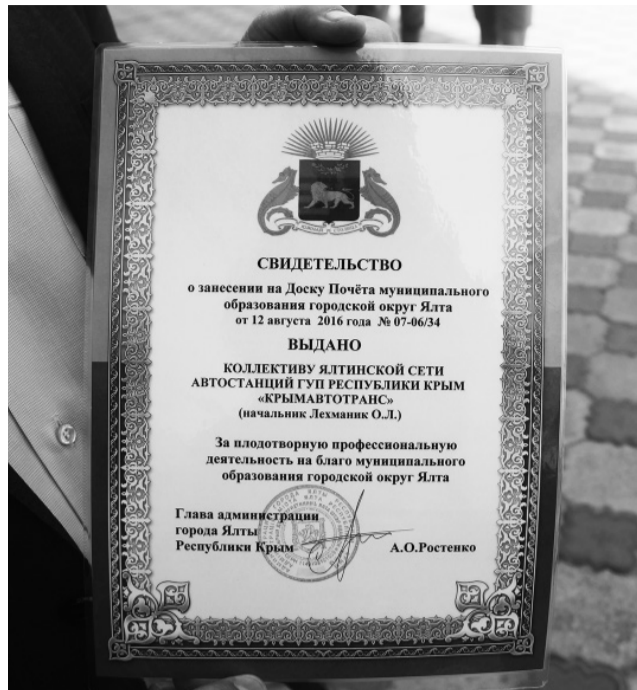 СВИДЕТЕЛЬСТВО
о занесении на Доску Почёта муниципального
образования городской округ Ялта
от 12 августа 2016 года № 07-06/34
ВЫДАНО
КОЛЛЕКТИВУ ЯЛТИНСКОЙ СЕТИ
АВТОСТАНЦИЙ ГУП РЕСПУБЛИКИ КРЫМ
«КРЫМАВТОТРАНС»
(начальник Лехманик О.Л.)
За плодотворную профессиональную
деятельность на благо муниципального
образования городской округ Ялта
Глава администрации
города Ялты
Республики Крым А.О.Ростенко